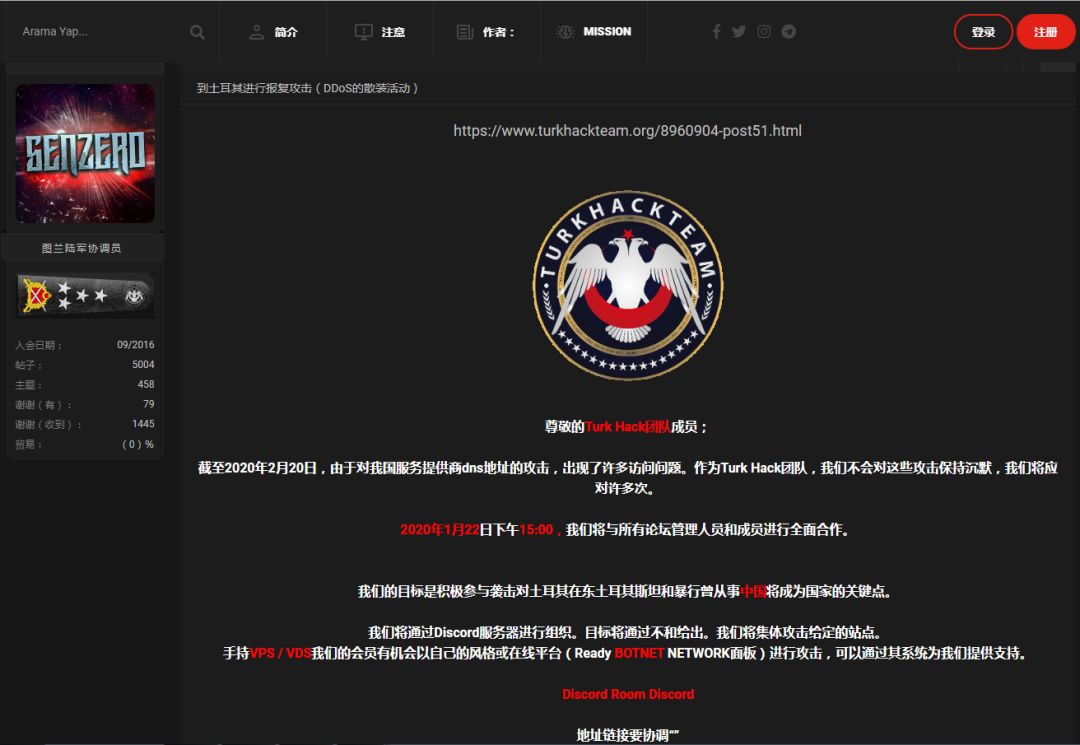 Arama Yap...
简介
注意
作者：
MISSION
登录
注册
到土耳其进行报复攻击（DDoS的散装活动）
https://www.turkhackteam.org/8960904-post51.html
SENZERO
图兰陆军协调员
入会日期：
09/2016
帖子：
5004
主题：
458
谢谢（有）：
79
谢谢（收到）：
1445
贸易：
（0）%
TURKHACKTEAM
尊敬的Turk Hack团队成员；
截至2020年2月20日，由于对我国服务提供商dns地址的攻击，出现了许多访问问题。作为Turk Hack团队，我们不会对这些攻击保持沉默，我们将应
对许多次。
2020年1月22日下午15:00，我们将与所有论坛管理人员和成员进行全面合作。
我们的目标是积极参与袭击对土耳其在东土耳其斯坦和暴行曾从事中国将成为国家的关键点。
我们将通过Discord服务器进行组织。目标将通过不和给出。我们将集体攻击给定的站点。
手持VPS / VDS我们的会员有机会以自己的风格或在线平台（Ready BOTNET NETWORK面板）进行攻击，可以通过其系统为我们提供支持。
Discord Room Discord
地址链接要协调“”